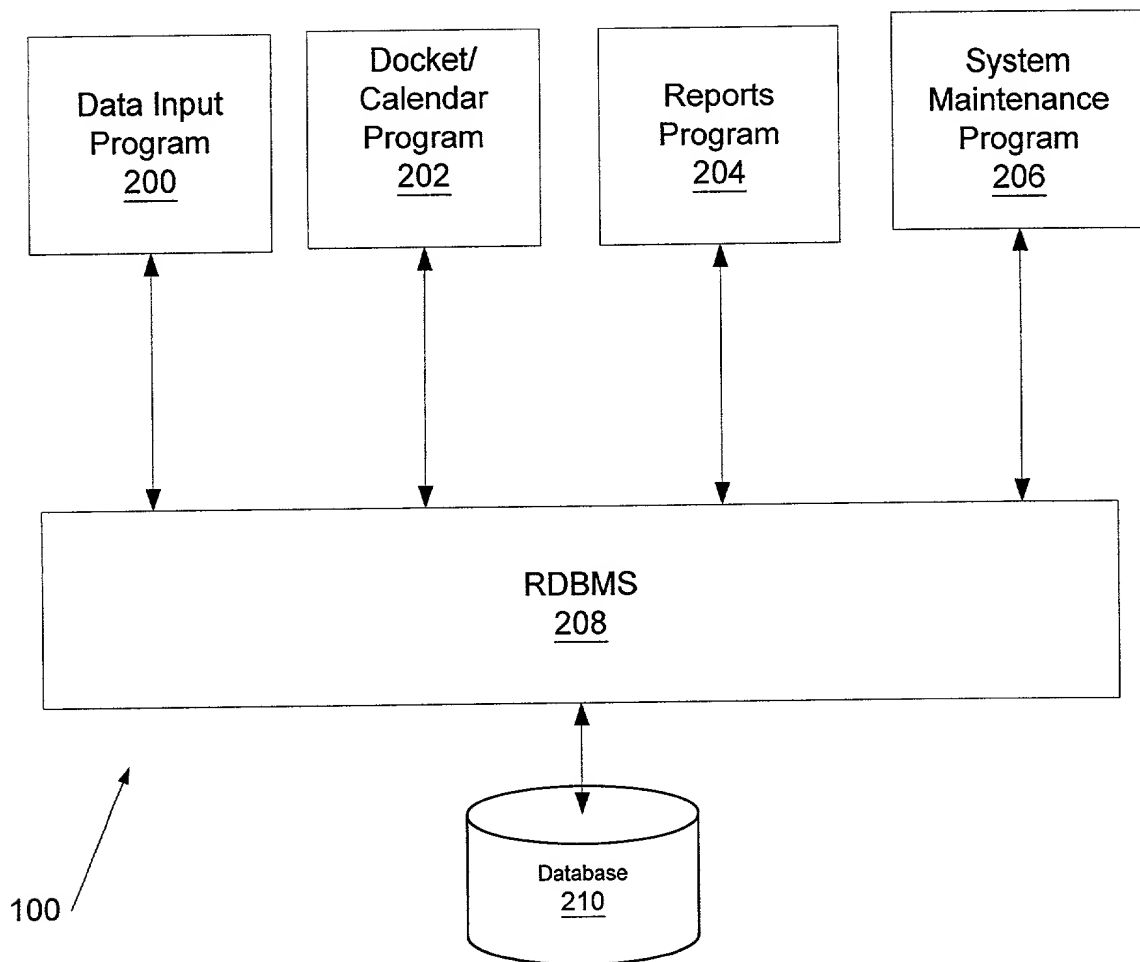 Data Input
Program
200
Docket/
Calendar
Program
202
Reports
Program
204
System
Maintenance
Program
206
RDBMS
208
Database
210
100